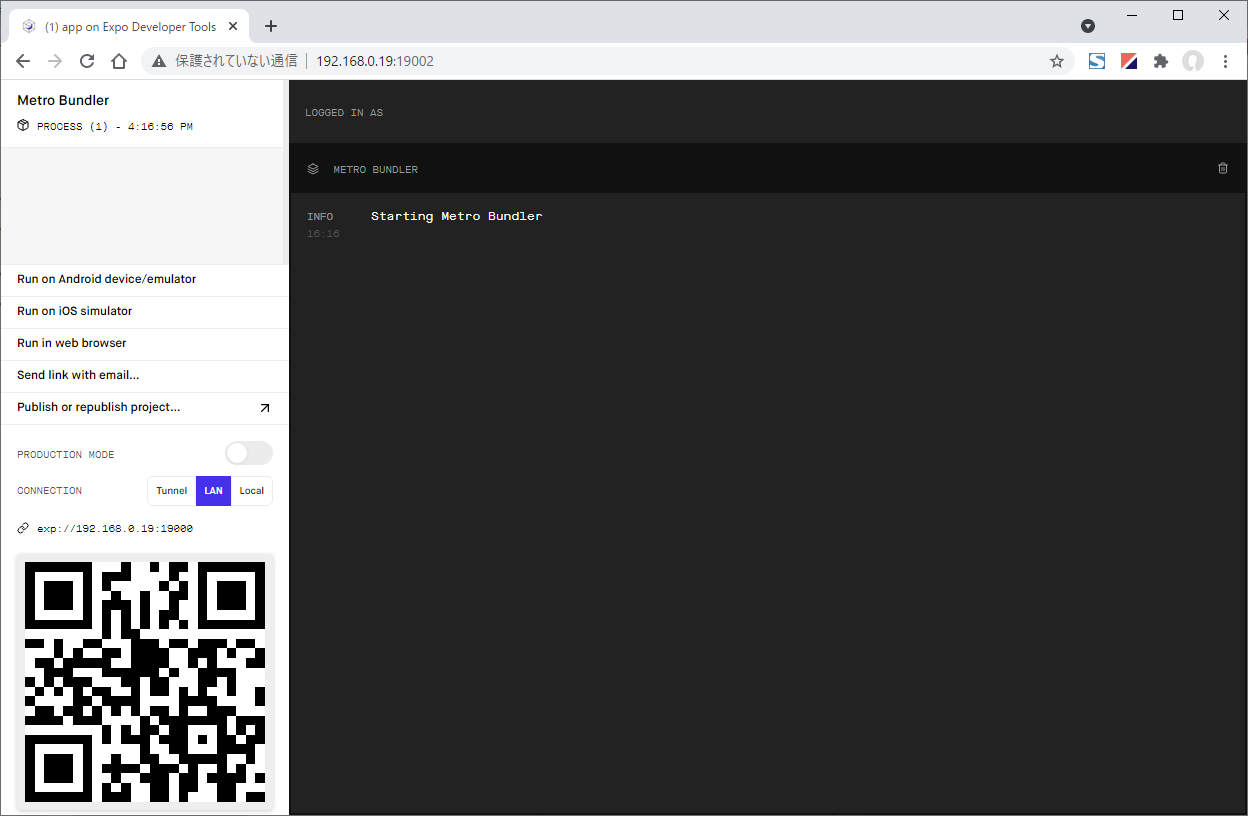 (1) app on Expo Developer Tools
保護されていない通信 192.168.0.19:19002
Metro Bundler
PROCESS (1) - 4:16:56 PM
Run on Android device/emulator
Run on iOS simulator
Run in web browser
Send link with email...
Publish or republish project...
PRODUCTION MODE
CONNECTION Tunnel LAN Local
exp://192.168.0.19:19000
LOGGED IN AS
METRO BUNDLER
INFO Starting Metro Bundler
16:16